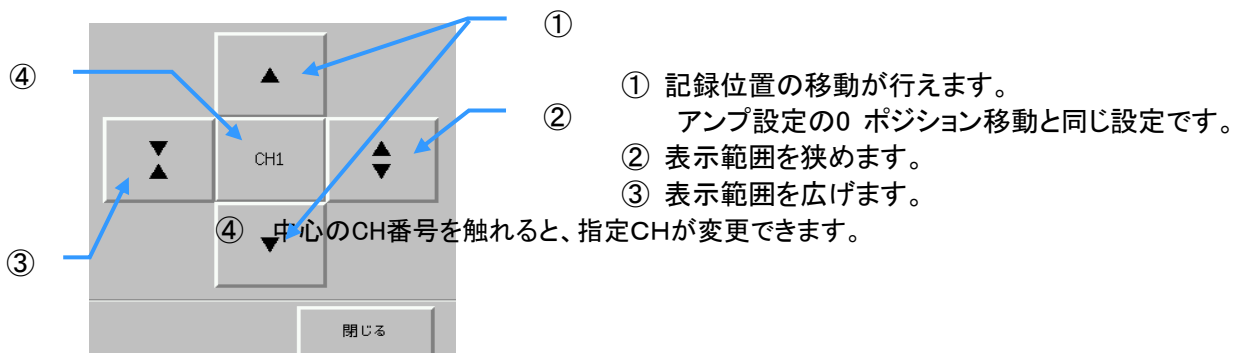 ①
④
②
③
▲
▼
▲
CH1
▲
▼
▼
閉じる
① 記録位置の移動が行えます。
アンプ設定の0 ポジション移動と同じ設定です。
② 表示範囲を狭めます。
③ 表示範囲を広げます。
④ 中心のCH番号を触れると、指定CHが変更できます。